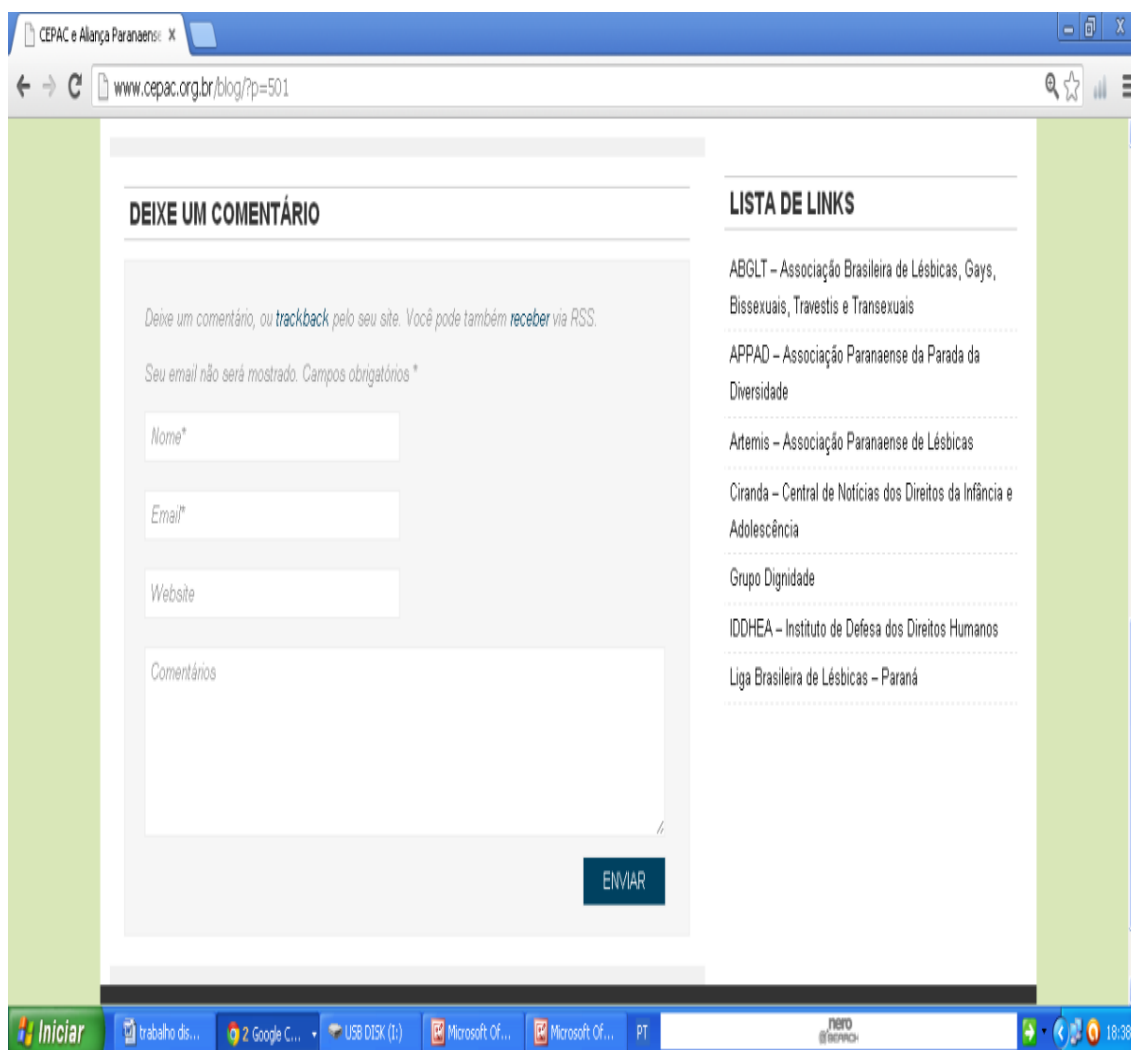 CEPAC e Aliança Paranaense
www.cepac.org.br/blog/?p=501
DEIXE UM COMENTÁRIO
Deixe um comentário, ou trackback pelo seu site. Você pode também receber via RSS.
Seu email não será mostrado. Campos obrigatórios *
Nome*
Email*
Website
Comentários
ENVIAR
LISTA DE LINKS
ABGLT – Associação Brasileira de Lésbicas, Gays,
Bissexuais, Travestis e Transexuais
APPAD – Associação Paranaense da Parada da
Diversidade
Artemis – Associação Paranaense de Lésbicas
Ciranda – Central de Notícias dos Direitos da Infância e
Adolescência
Grupo Dignidade
IDDHEA – Instituto de Defesa dos Direitos Humanos
Liga Brasileira de Lésbicas – Paraná
Iniciar
trabalho dis...
2 Google C...
USB DISK (I:)
Microsoft Of...
Microsoft Of...
PT
nero
SEARCH
18:38